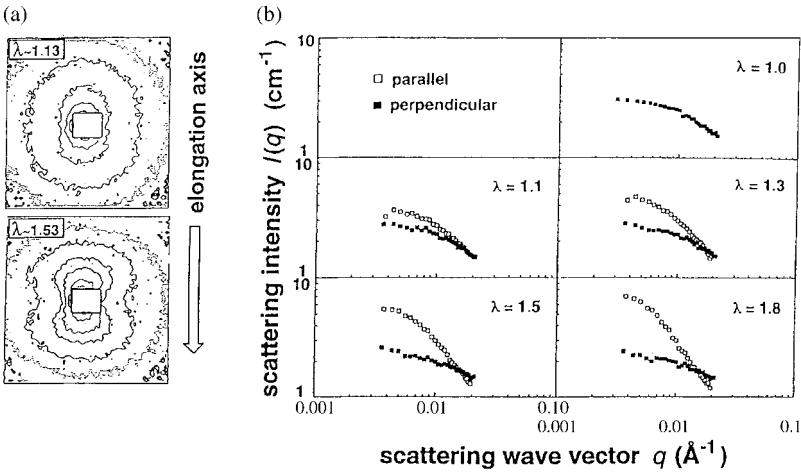 (a)
λ~1.13
λ~1.53
elongation axis
(b)
scattering intensity I(q) (cm⁻¹)
10
□ parallel
■ perpendicular
λ = 1.0
10
1
λ = 1.1
λ = 1.3
10
1
λ = 1.5
λ = 1.8
1
0.001
0.01
0.10
0.001
0.01
0.1
scattering wave vector q (Å⁻¹)